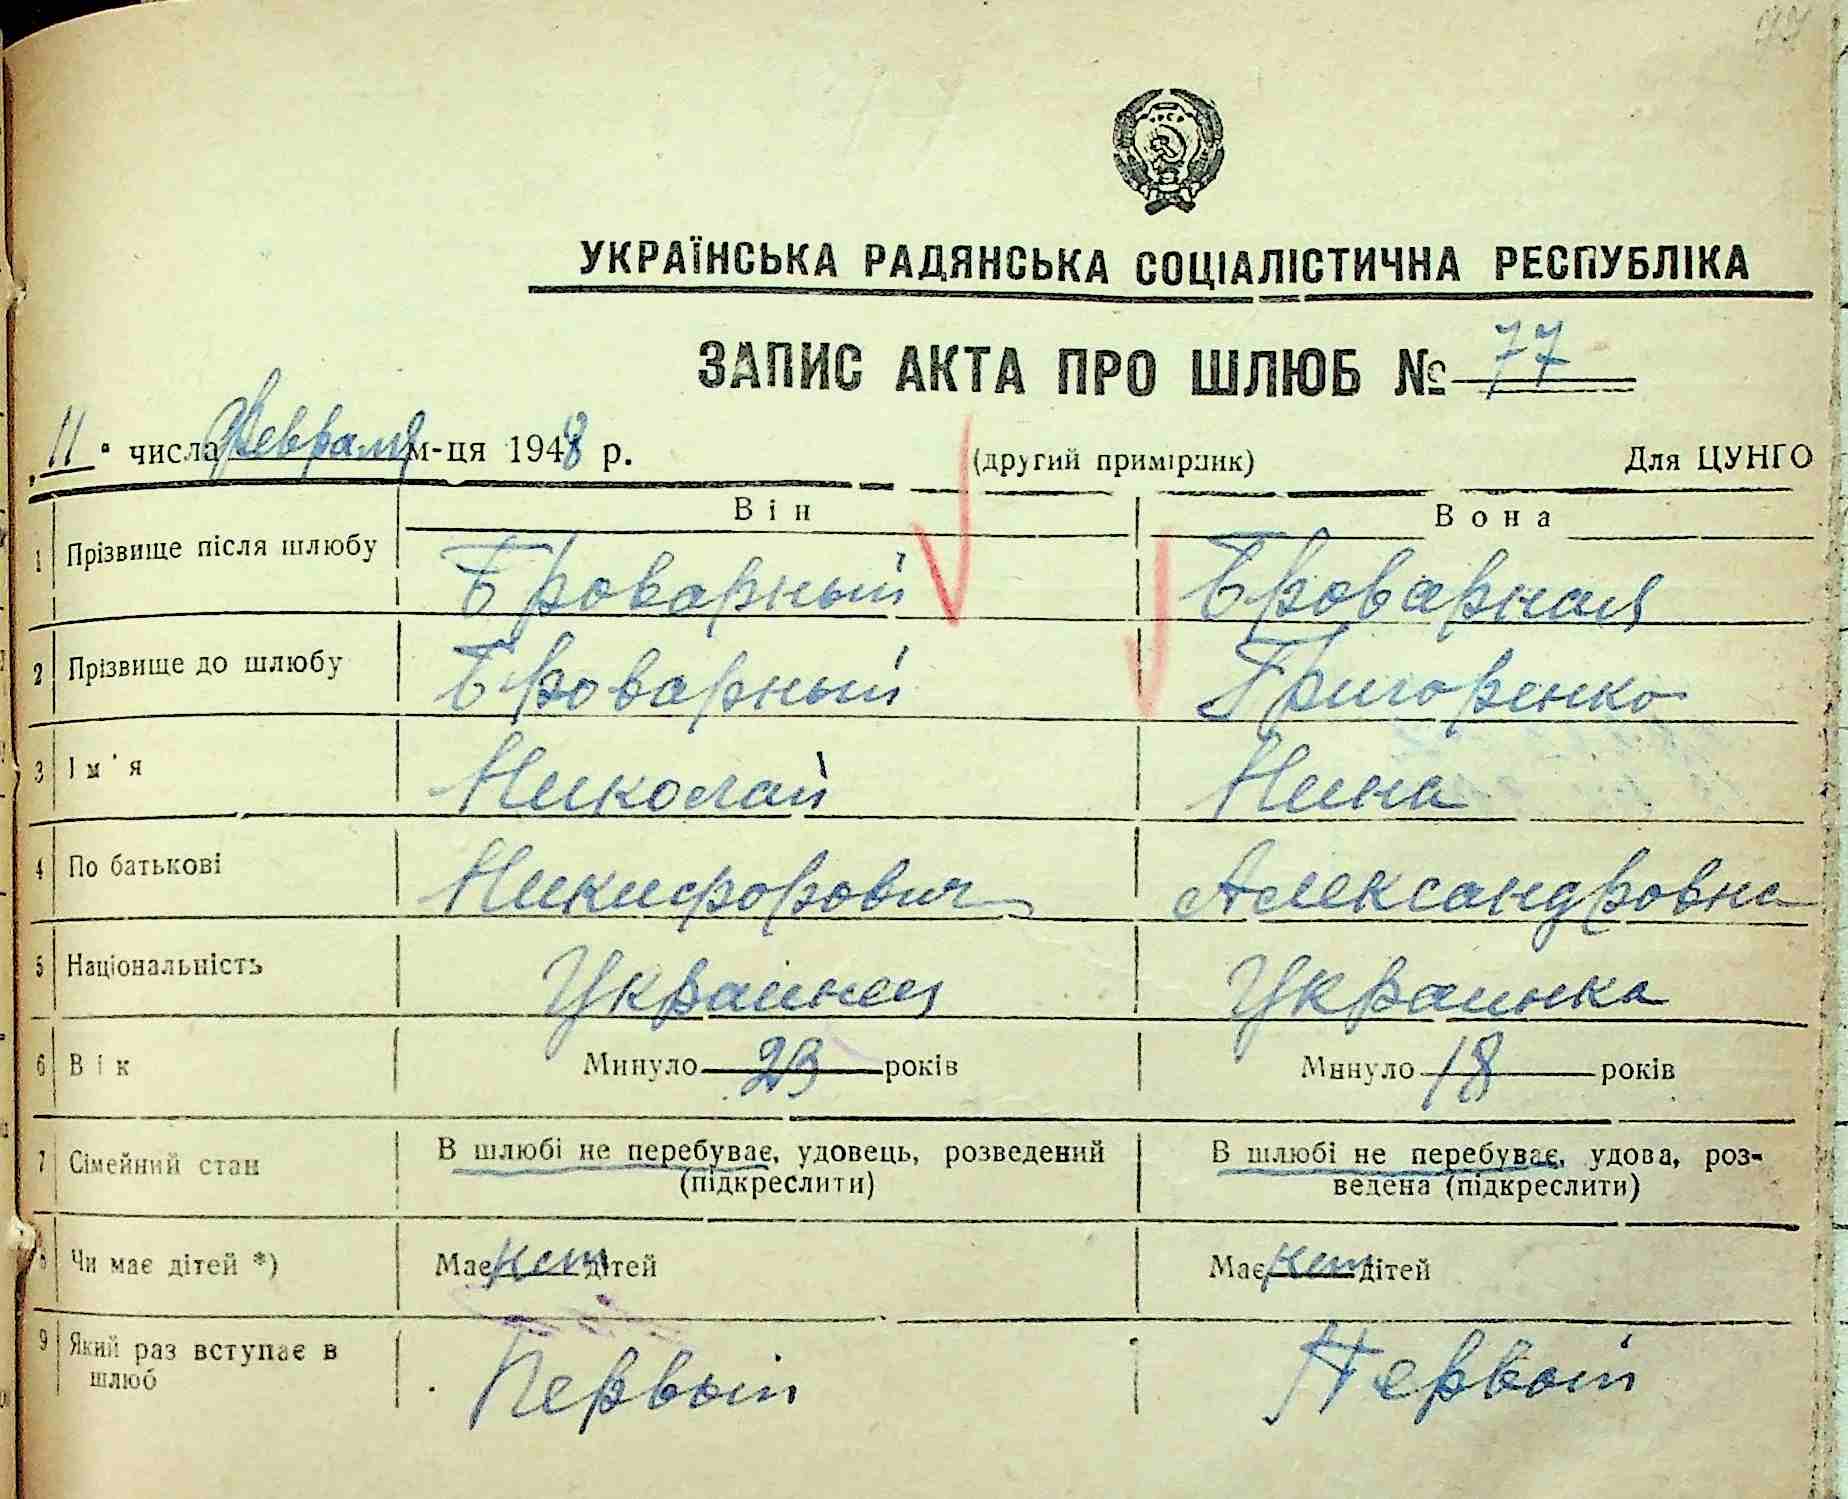 77
УРСР
УКРАЇНСЬКА РАДЯНСЬКА СОЦІАЛІСТИЧНА РЕСПУБЛІКА
ЗАПИС АКТА ПРО ШЛЮБ № 77
11 числа Февраля м-ця 1948 р. (другий примірник) Для ЦУНГО
Він Вона
1 Прізвище після шлюбу Броварный Броварная
2 Прізвище до шлюбу Броварный Григоренко
3 Ім'я Николай Нина
4 По батькові Никифорович Александровна
5 Національність Украинец Украинка
6 Вік Минуло 23 років Минуло 18 років
7 Сімейний стан В шлюбі не перебуває, удовець, розведений В шлюбі не перебуває, удова, роз-
(підкреслити) ведена (підкреслити)
8 Чи має дітей *) Має нет дітей Має нет дітей
9 Який раз вступає в Первый Первый
шлюб